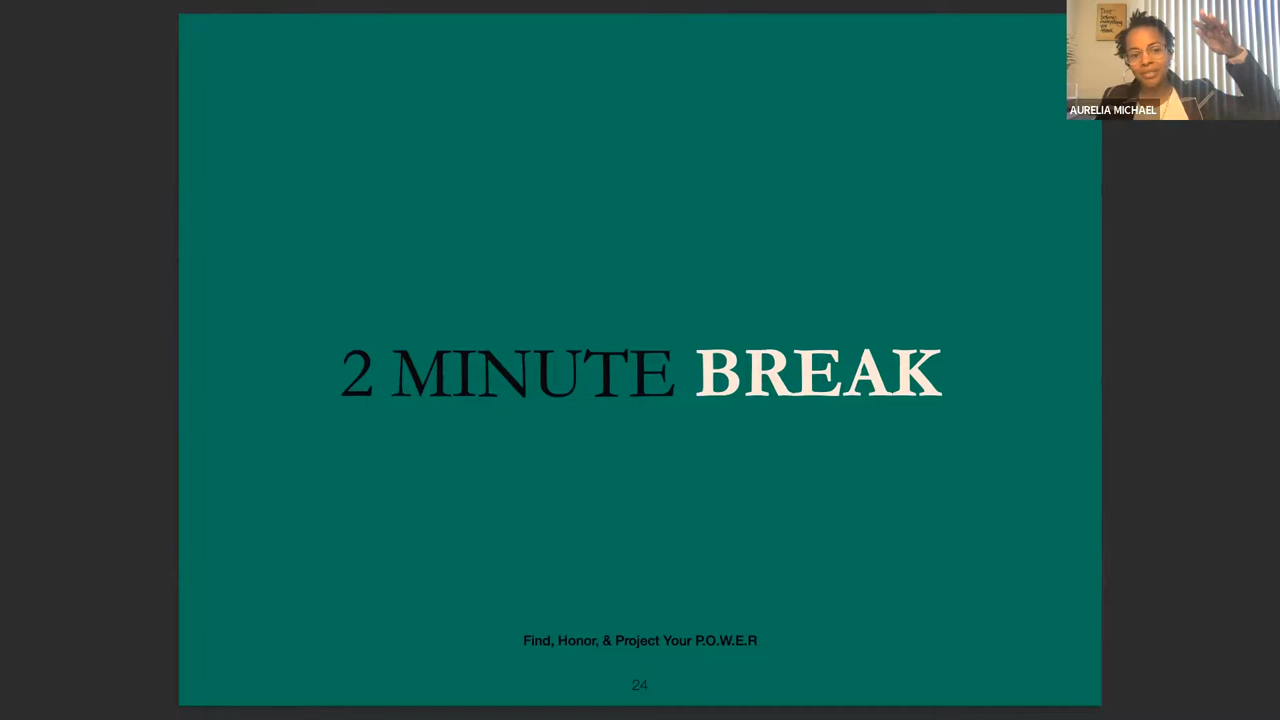 AURELIA MICHAEL
2 MINUTE BREAK
Find, Honor, & Project Your P.O.W.E.R
24